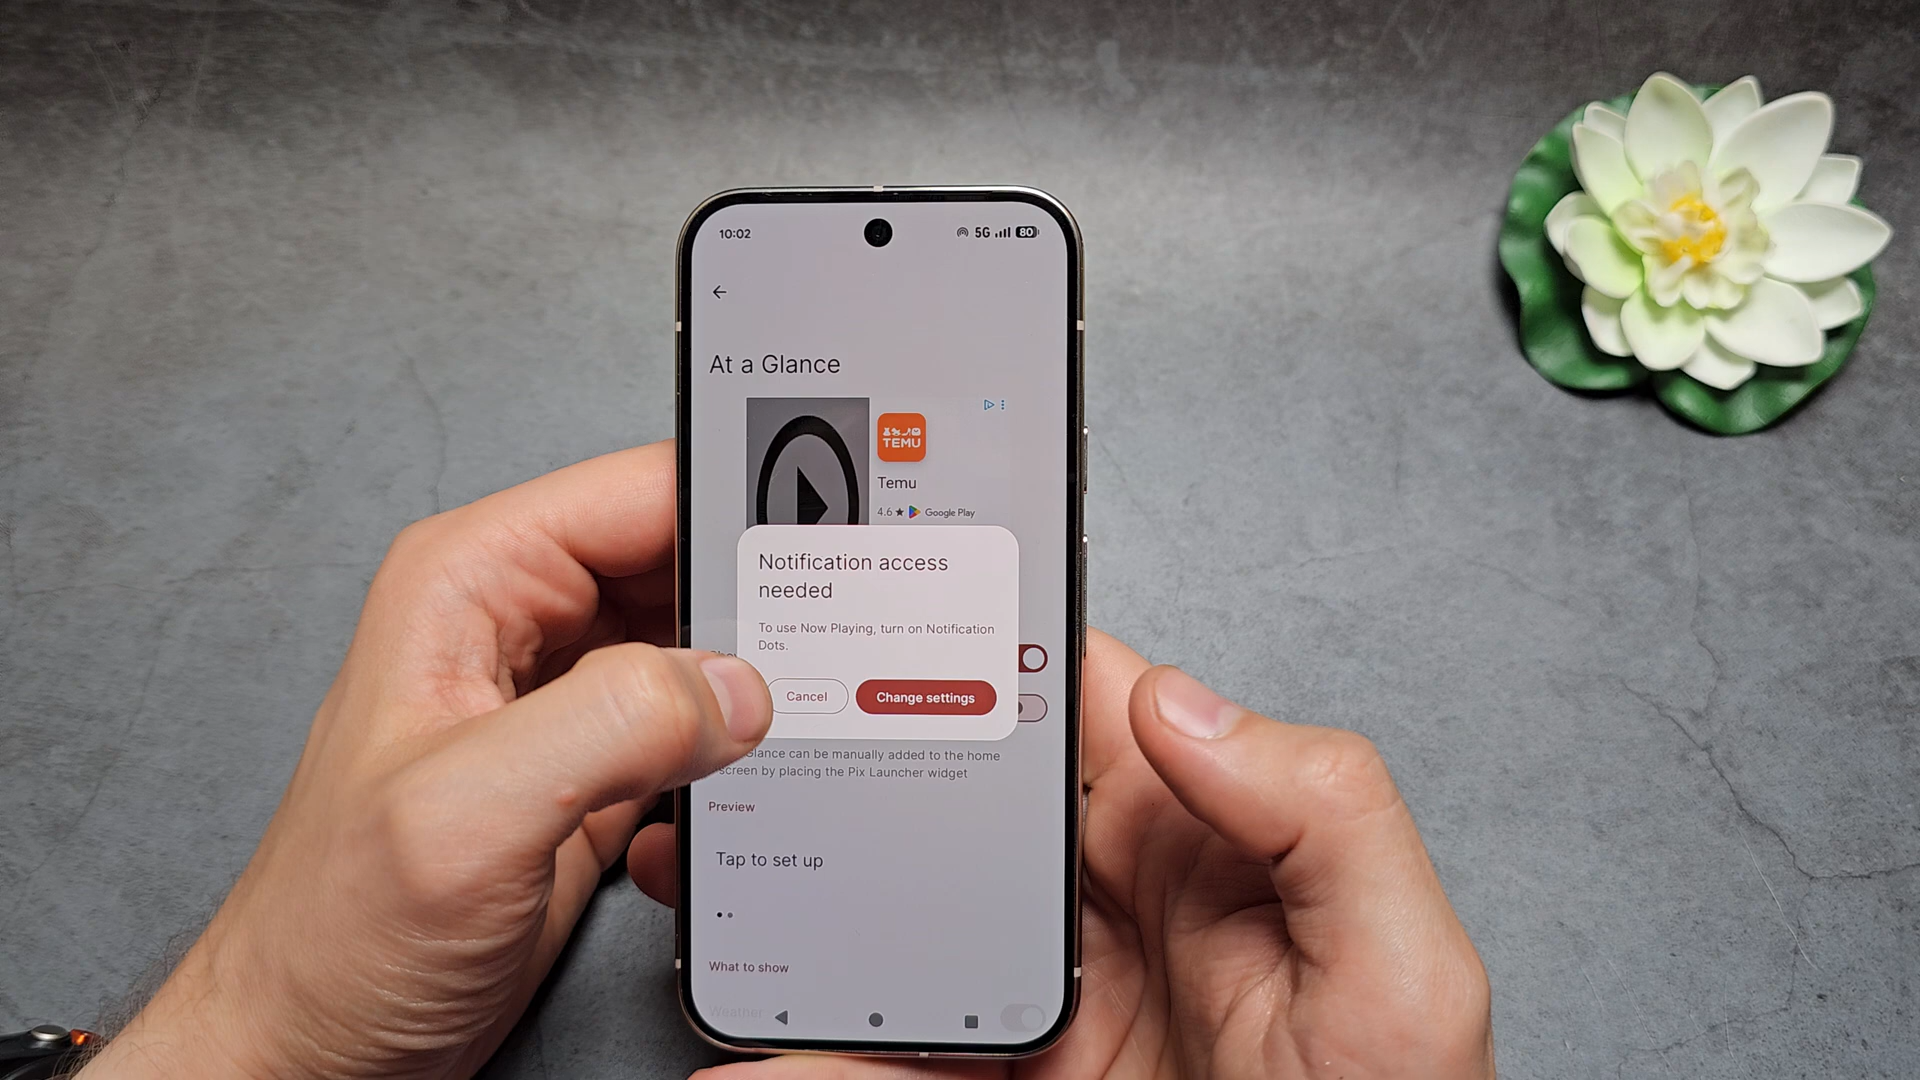 10:02
5G
80
At a Glance
TEMU
Temu
4.6 ★ Google Play
Notification access
needed
To use Now Playing, turn on Notification
Dots.
Cancel
Change settings
Glance can be manually added to the home
screen by placing the Pix Launcher widget
Preview
Tap to set up
What to show
Weather